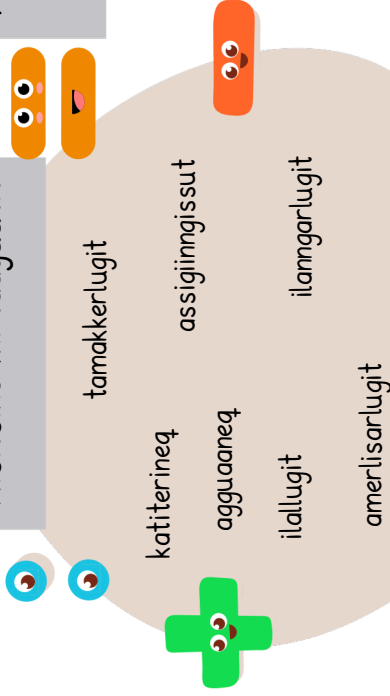 tamakkerlugit
katiterineq
assigiinngissut
agguaaneq
ilallugit
ilanngarlugit
amerlisarlugit